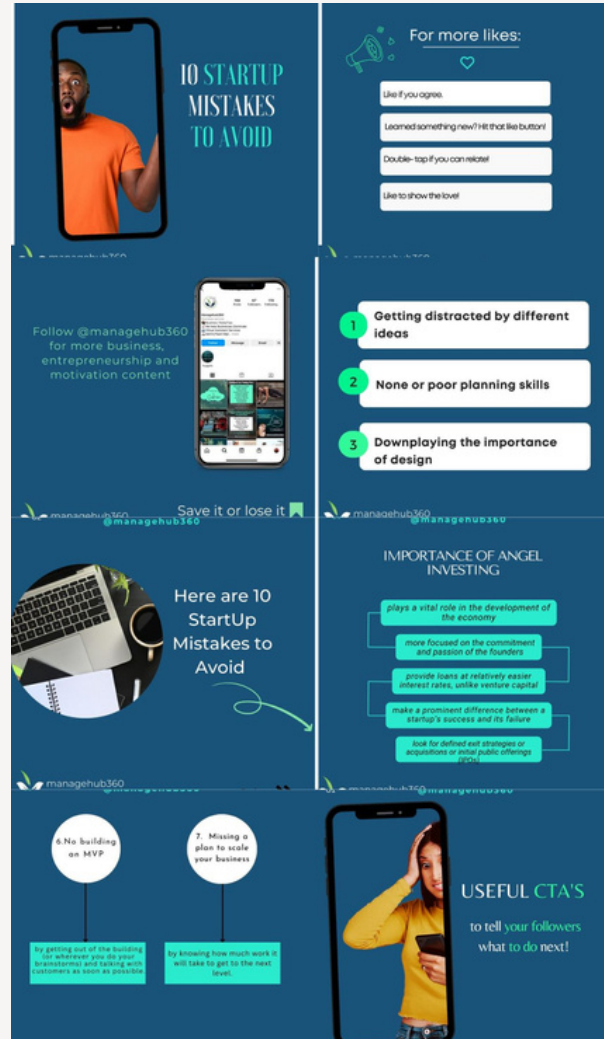 10 STARTUP
MISTAKES
TO AVOID
For more likes:
Like if you agree.
Learned something new? Hit that like button!
Double- tap if you can relate!
Like to show the love!
managehub360
Follow @managehub360
for more business,
entrepreneurship and
motivation content
Save it or lose it
managehub360
1
Getting distracted by different
ideas
2
None or poor planning skills
3
Downplaying the importance
of design
managehub360
@managehub360
Here are 10
StartUp
Mistakes to
Avoid
managehub360
@managehub360
IMPORTANCE OF ANGEL
INVESTING
plays a vital role in the development of
the economy
more focused on the commitment
and passion of the founders
provide loans at relatively easier
interest rates, unlike venture capital
make a prominent difference between a
startup's success and its failure
look for defined exit strategies or
acquisitions or initial public offerings
(IPOs)
@managehub360
6.No building
an MVP
by getting out of the building
(or wherever you do your
brainstorms) and talking with
customers as soon as possible.
7. Missing a
plan to scale
your business
by knowing how much work it
will take to get to the next
level.
@managehub360
USEFUL CTA'S
to tell your followers
what to do next!